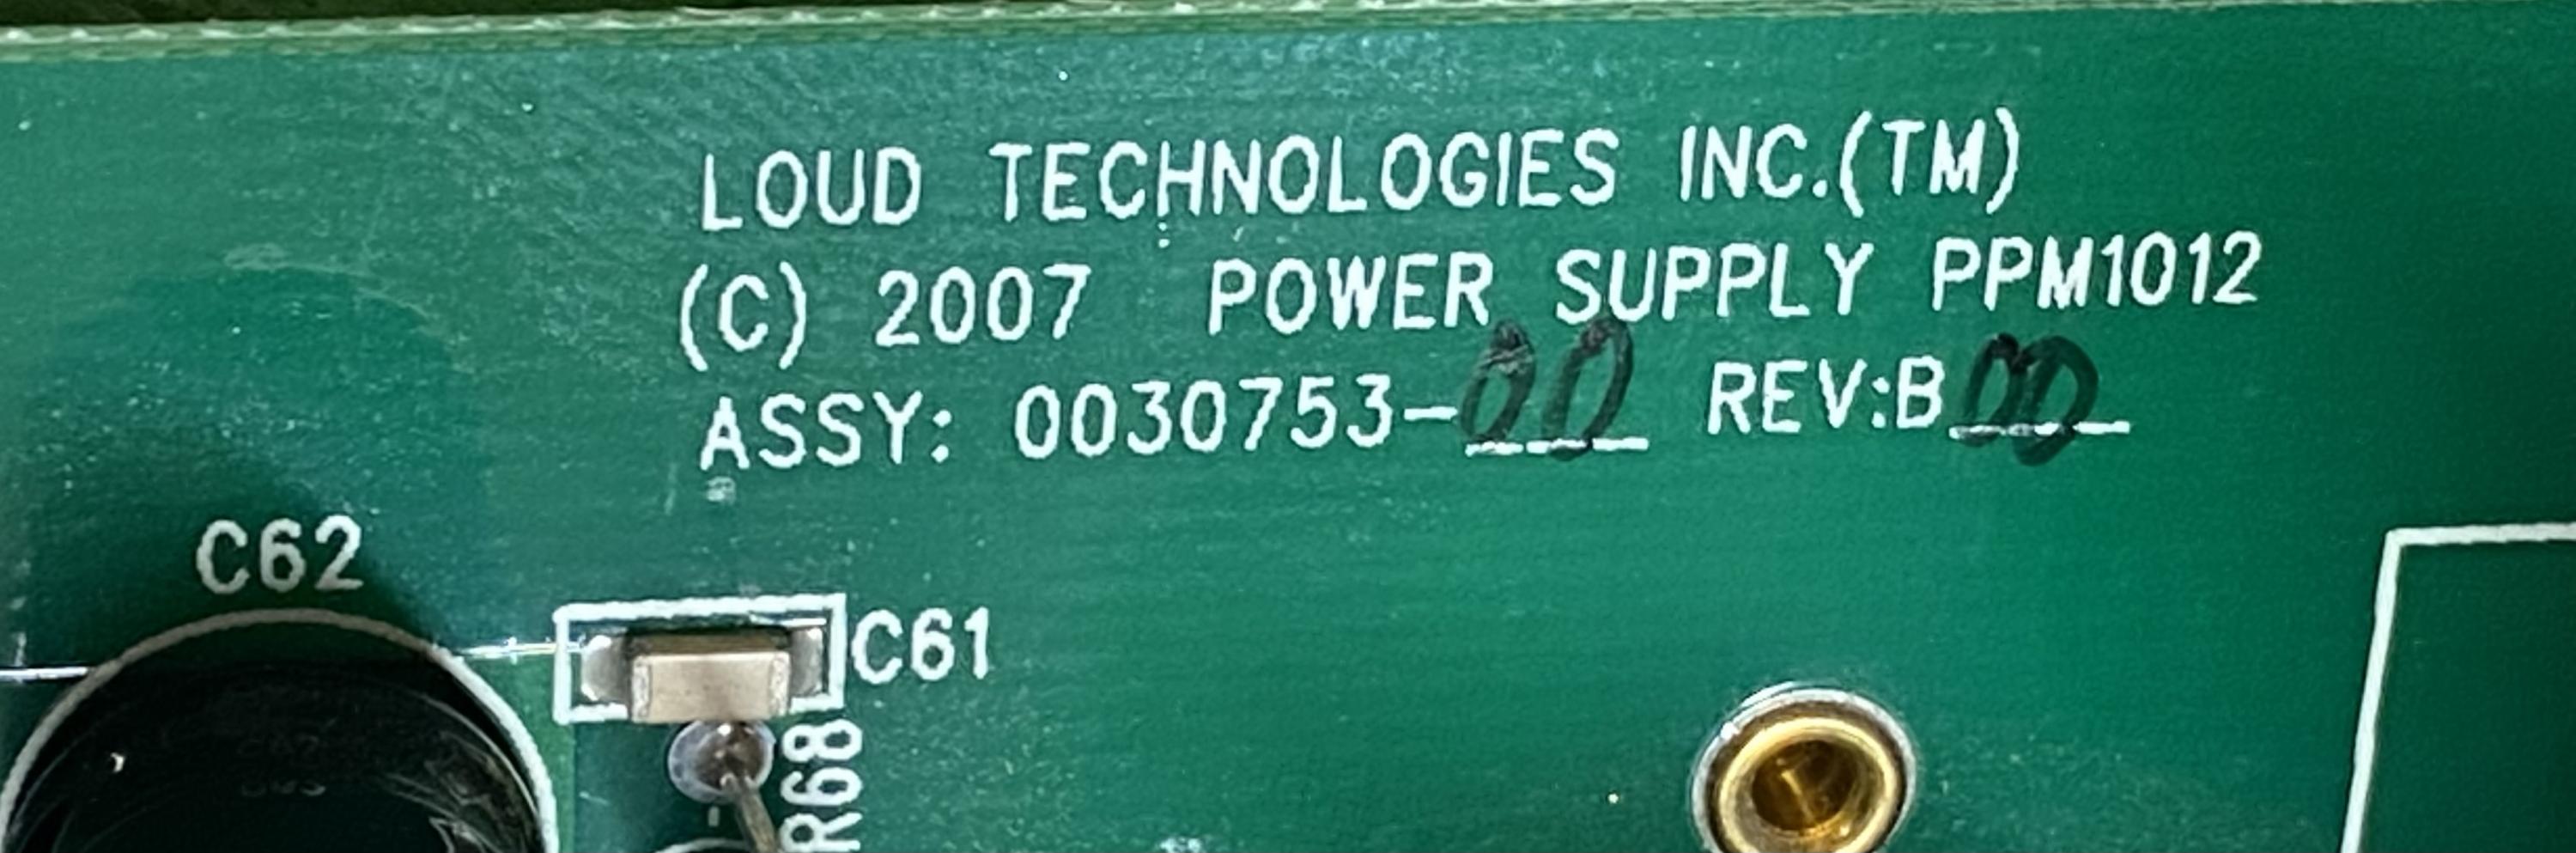 LOUD TECHNOLOGIES INC.(TM)
(C) 2007 POWER SUPPLY PPM1012
ASSY: 0030753-00 REV:B00
C62
C61
R68